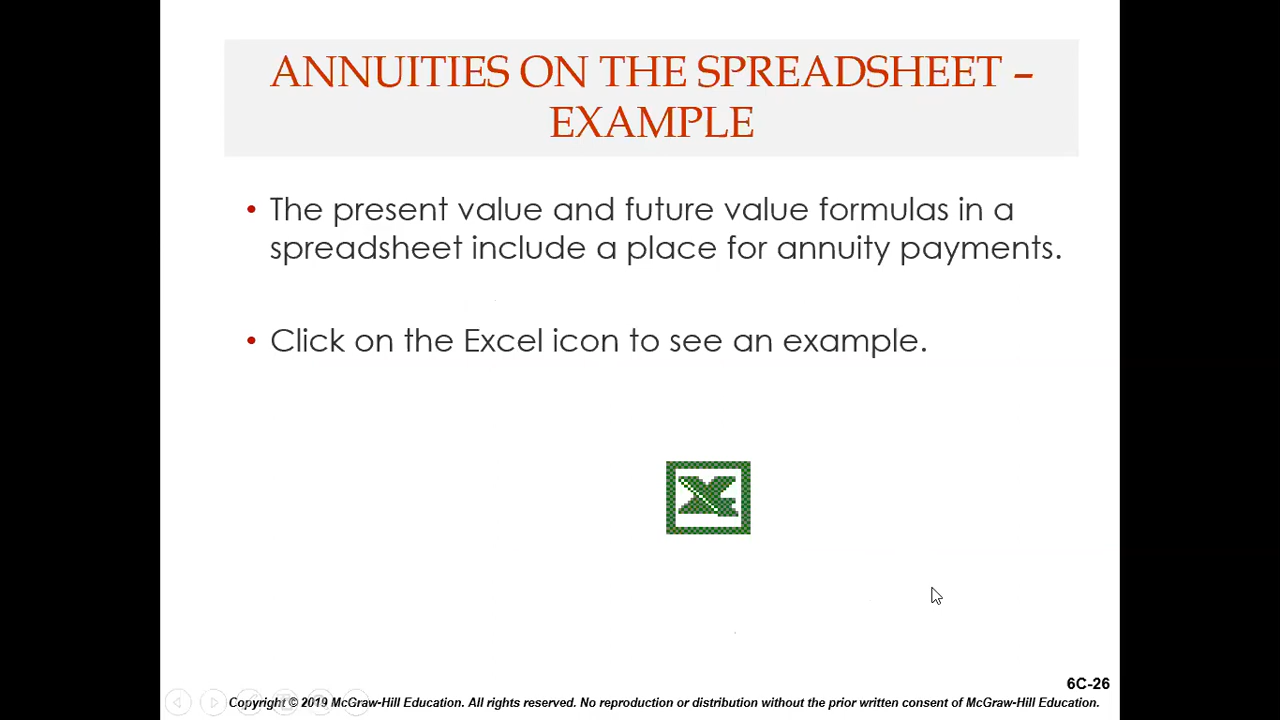 ANNUITIES ON THE SPREADSHEET –
EXAMPLE
• The present value and future value formulas in a
spreadsheet include a place for annuity payments.
• Click on the Excel icon to see an example.
6C-26
Copyright © 2019 McGraw-Hill Education. All rights reserved. No reproduction or distribution without the prior written consent of McGraw-Hill Education.